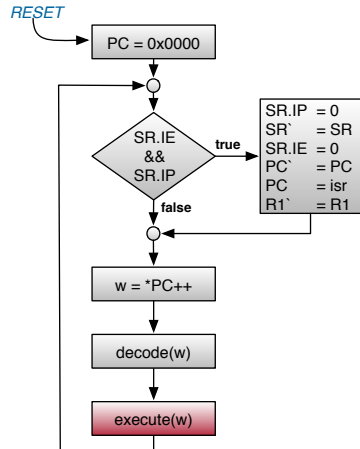 RESET
PC = 0x0000
SR.IE
&&
SR.IP
true
false
SR.IP = 0
SR` = SR
SR.IE = 0
PC` = PC
PC = isr
R1` = R1
w = *PC++
decode(w)
execute(w)